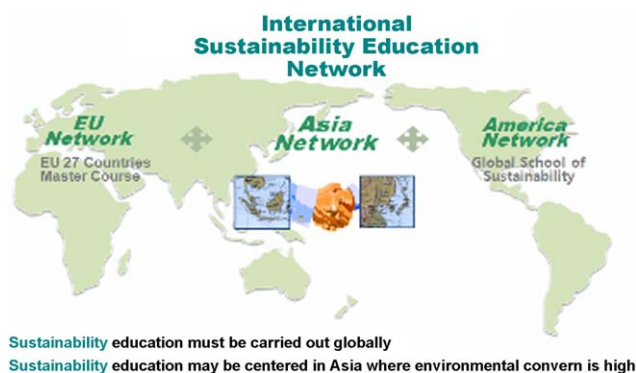 International
Sustainability Education
Network
EU
Network
EU 27 Countries
Master Course
Asia
Network
America
Network
Global School of
Sustainability
Sustainability education must be carried out globally
Sustainability education may be centered in Asia where environmental convern is high